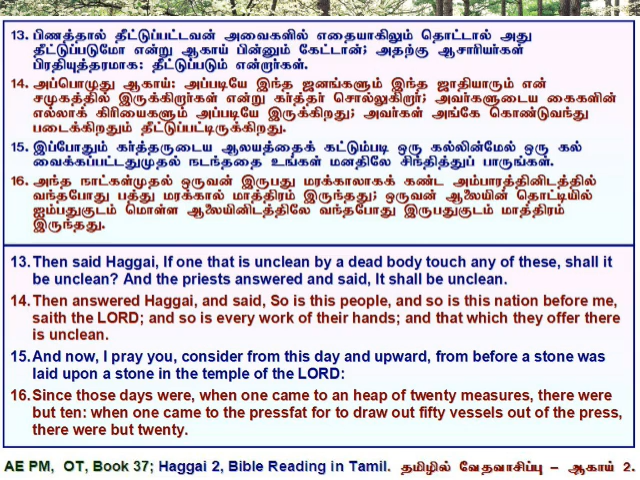 13. பிணத்தால் தீட்டுப்பட்டவன் அவைகளில் எதையாகிலும் தொட்டால் அது
தீட்டுப்படுமோ என்று ஆகாய் பின்னும் கேட்டான்; அதற்கு ஆசாரியர்கள்
பிரதியுத்தரமாக: தீட்டுப்படும் என்றார்கள்.
14. அப்பொழுது ஆகாய்: அப்படியே இந்த ஜனங்களும் இந்த ஜாதியாரும் என்
சமுகத்தில் இருக்கிறார்கள் என்று கர்த்தர் சொல்லுகிறார்; அவர்களுடைய கைகளின்
எல்லாக் கிரியைகளும் அப்படியே இருக்கிறது; அவர்கள் அங்கே கொண்டுவந்து
படைக்கிறதும் தீட்டுப்பட்டிருக்கிறது.
15. இப்போதும் கர்த்தருடைய ஆலயத்தைக் கட்டும்படி ஒரு கல்லின்மேல் ஒரு கல்
வைக்கப்பட்டதுமுதல் நடந்ததை உங்கள் மனதிலே சிந்தித்துப் பாருங்கள்.
16. அந்த நாட்கள்முதல் ஒருவன் இருபது மரக்காலாகக் கண்ட அம்பாரத்தினிடத்தில்
வந்தபோது பத்து மரக்கால் மாத்திரம் இருந்தது; ஒருவன் ஆலையின் தொட்டியில்
ஐம்பதுகுடம் மொள்ள ஆலையினிடத்திலே வந்தபோது இருபதுகுடம் மாத்திரம்
இருந்தது.
13. Then said Haggai, If one that is unclean by a dead body touch any of these, shall it
be unclean? And the priests answered and said, It shall be unclean.
14. Then answered Haggai, and said, So is this people, and so is this nation before me,
saith the LORD; and so is every work of their hands; and that which they offer there
is unclean.
15. And now, I pray you, consider from this day and upward, from before a stone was
laid upon a stone in the temple of the LORD:
16. Since those days were, when one came to an heap of twenty measures, there were
but ten: when one came to the pressfat for to draw out fifty vessels out of the press,
there were but twenty.
AE PM, OT, Book 37; Haggai 2, Bible Reading in Tamil. தமிழில் வேதவாசிப்பு – ஆகாய் 2.